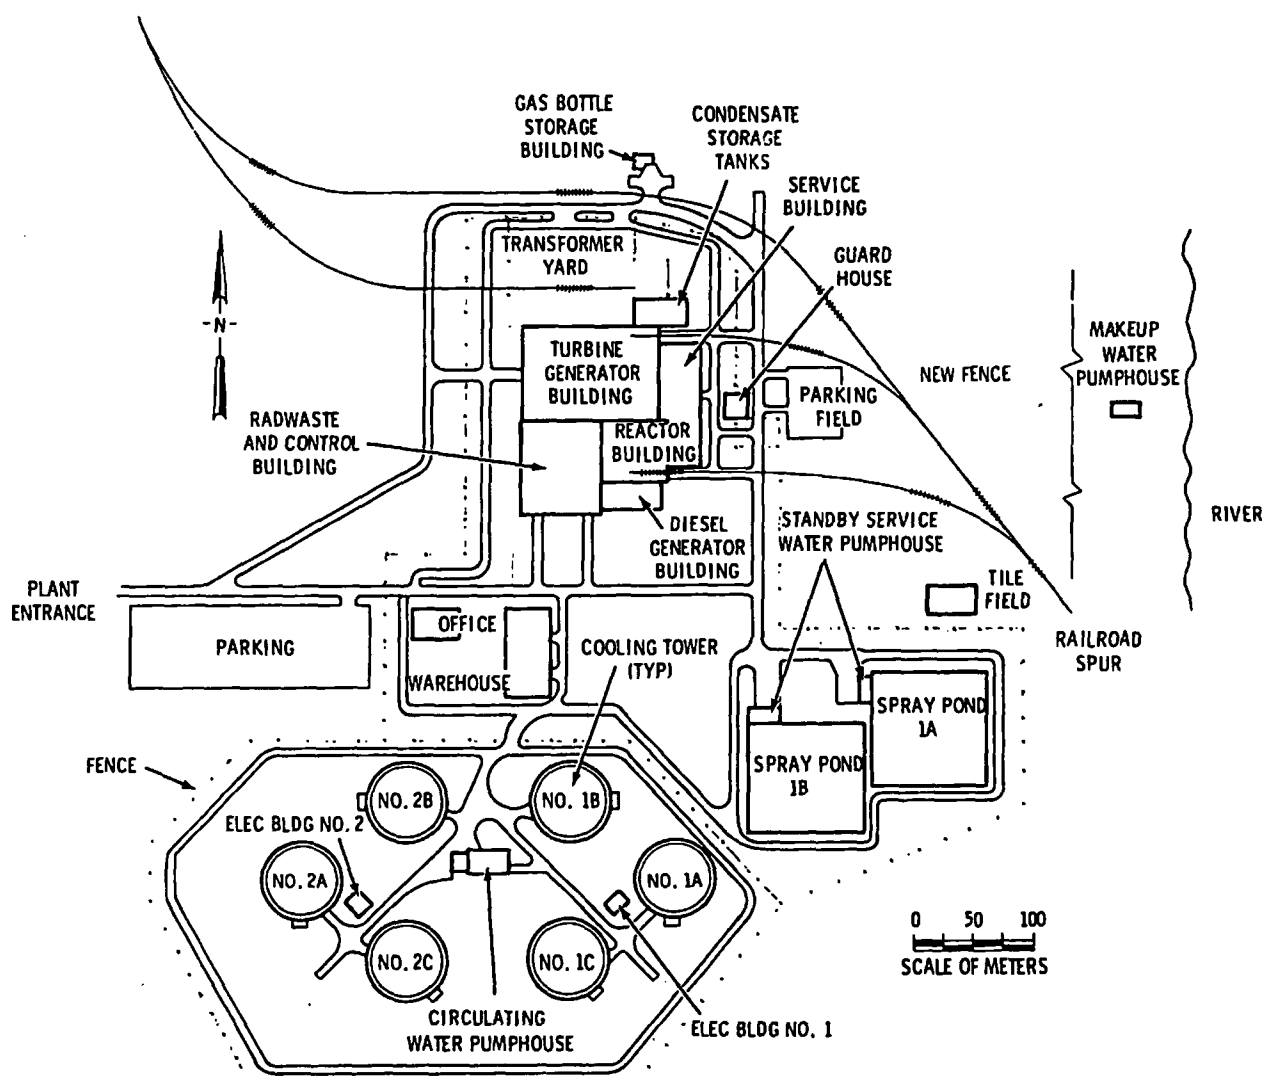 GAS BOTTLE
STORAGE
BUILDING
CONDENSATE
STORAGE
TANKS
SERVICE
BUILDING
TRANSFORMER
YARD
GUARD
HOUSE
-N-
MAKEUP
WATER
PUMPHOUSE
TURBINE
GENERATOR
BUILDING
NEW FENCE
PARKING
FIELD
RADWASTE
AND CONTROL
BUILDING
REACTOR
BUILDING
RIVER
DIESEL
GENERATOR
BUILDING
STANDBY SERVICE
WATER PUMPHOUSE
PLANT
ENTRANCE
TILE
FIELD
OFFICE
PARKING
COOLING TOWER
(TYP)
RAILROAD
SPUR
WAREHOUSE
SPRAY POND
1A
FENCE
SPRAY POND
1B
NO. 2B
NO. 1B
ELEC BLDG NO. 2
NO. 2A
NO. 1A
0 50 100
SCALE OF METERS
NO. 2C
NO. 1C
CIRCULATING
WATER PUMPHOUSE
ELEC BLDG NO. 1